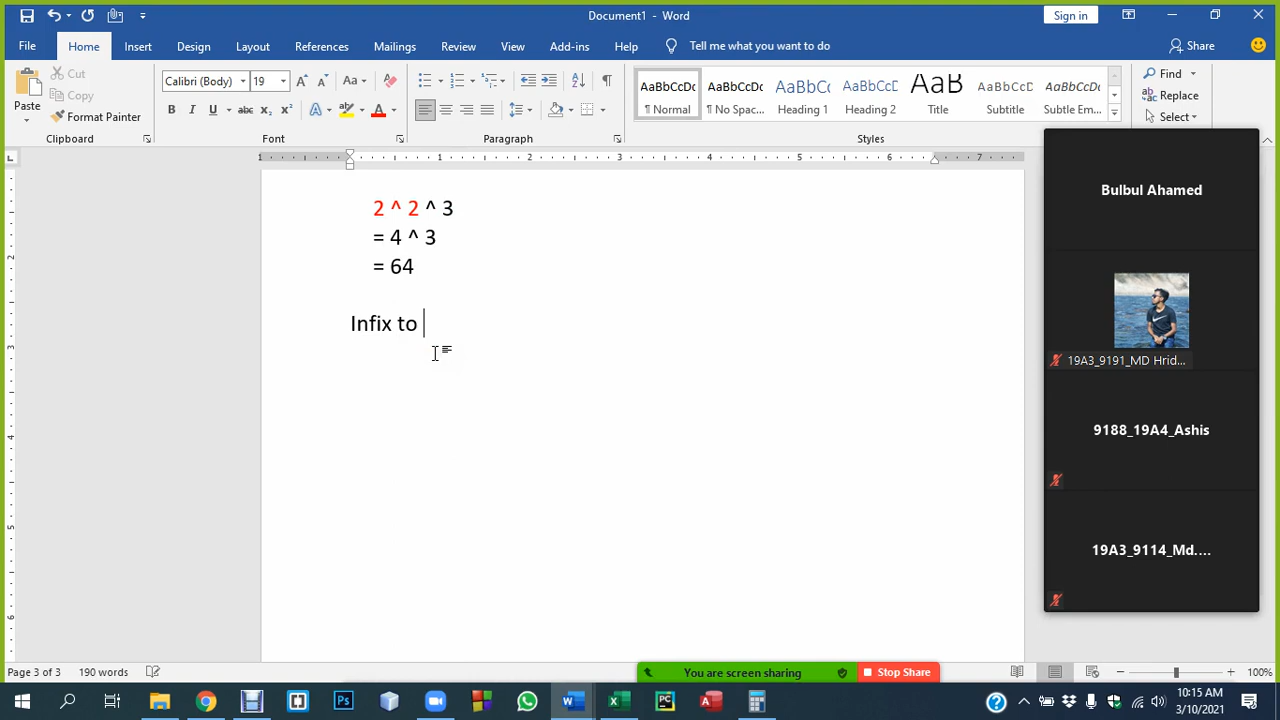 Document1 - Word
Sign in
File Home Insert Design Layout References Mailings Review View Add-ins Help Tell me what you want to do Share
Paste
Cut
Copy
Format Painter
Clipboard
Calibri (Body) 19
Font
Paragraph
AaBbCcDc
¶ Normal
AaBbCcDc
¶ No Spac...
AaBbCc
Heading 1
AaBbCcD
Heading 2
AaB
Title
AaBbCcD
Subtitle
AaBbCcDc
Subtle Em...
Styles
Find
Replace
Select
2 ^ 2 ^ 3
= 4 ^ 3
= 64
Infix to
Bulbul Ahamed
19A3_9191_MD Hrid...
9188_19A4_Ashis
19A3_9114_Md....
Page 3 of 3 190 words
You are screen sharing
Stop Share
100%
10:15 AM
3/10/2021